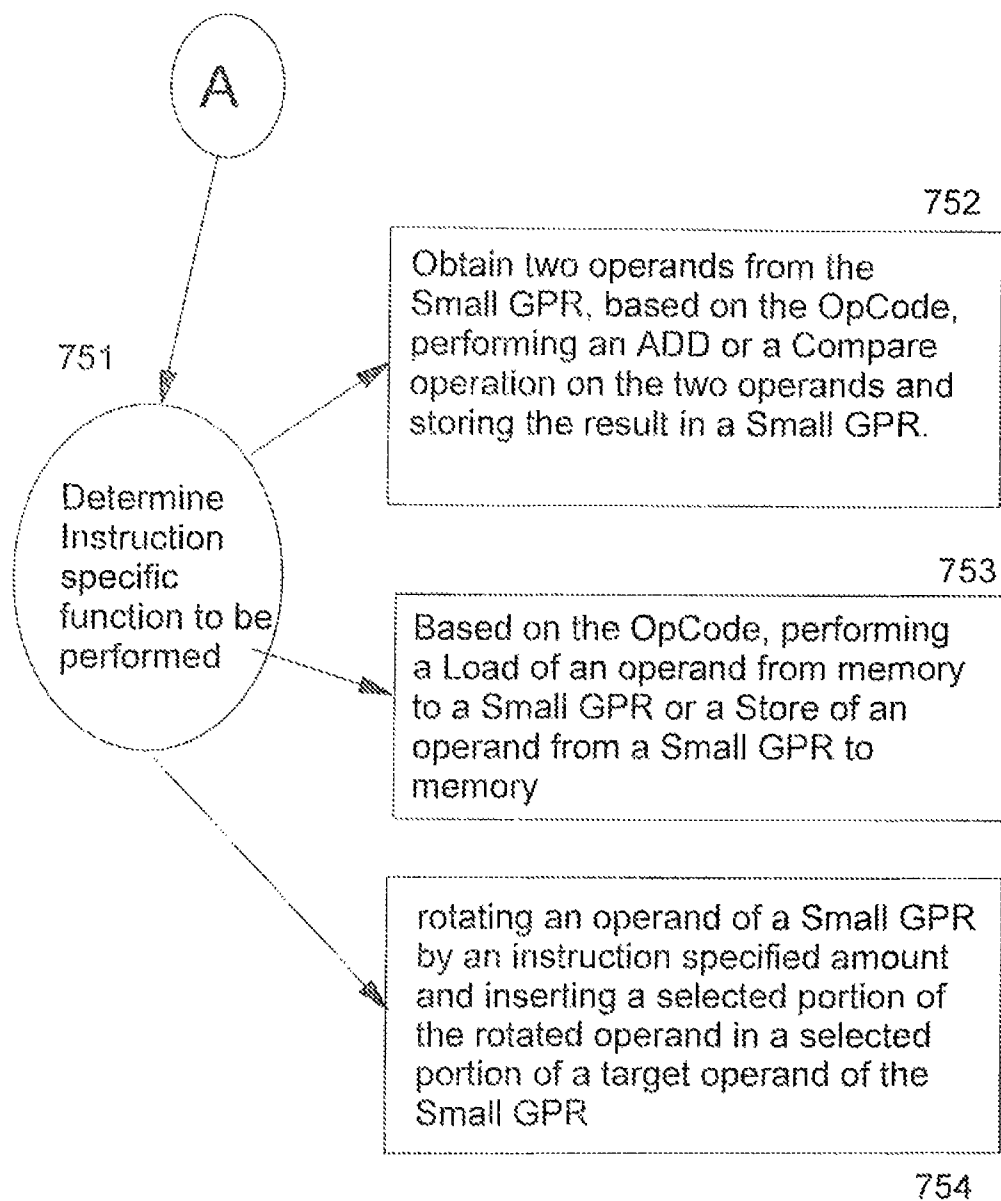 A
751
Determine
Instruction
specific
function to be
performed
752
Obtain two operands from the
Small GPR, based on the OpCode,
performing an ADD or a Compare
operation on the two operands and
storing the result in a Small GPR.
753
Based on the OpCode, performing
a Load of an operand from memory
to a Small GPR or a Store of an
operand from a Small GPR to
memory
rotating an operand of a Small GPR
by an instruction specified amount
and inserting a selected portion of
the rotated operand in a selected
portion of a target operand of the
Small GPR
754